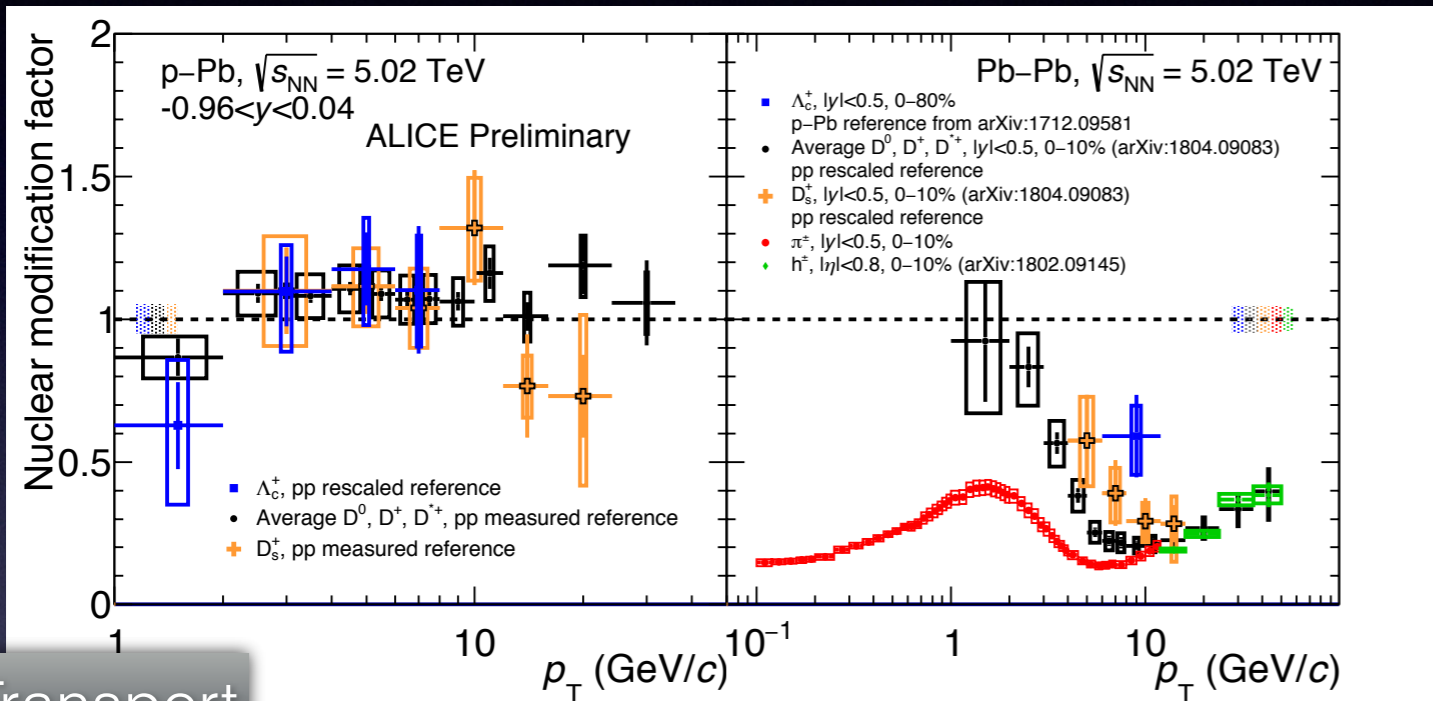 Nuclear modification factor
2
1.5
1
0.5
0
p–Pb, √sNN = 5.02 TeV
-0.96<y<0.04
ALICE Preliminary
Λc+, pp rescaled reference
Average D0, D+, D*+, pp measured reference
Ds+, pp measured reference
1
10
pT (GeV/c)
Pb–Pb, √sNN = 5.02 TeV
Λc+, |y|<0.5, 0–80%
p–Pb reference from arXiv:1712.09581
Average D0, D+, D*+, |y|<0.5, 0–10% (arXiv:1804.09083)
pp rescaled reference
Ds+, |y|<0.5, 0–10% (arXiv:1804.09083)
pp rescaled reference
π±, |y|<0.5, 0–10%
h±, |η|<0.8, 0–10% (arXiv:1802.09145)
10−1
1
10
pT (GeV/c)